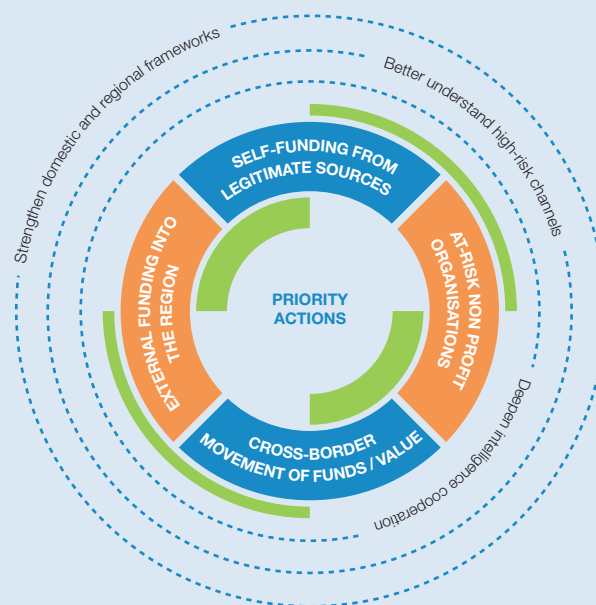 Strengthen domestic and regional frameworks
Better understand high-risk channels
SELF-FUNDING FROM
LEGITIMATE SOURCES
EXTERNAL FUNDING INTO
THE REGION
PRIORITY
ACTIONS
AT-RISK NON PROFIT
ORGANISATIONS
CROSS-BORDER
MOVEMENT OF FUNDS / VALUE
Deepen intelligence cooperation